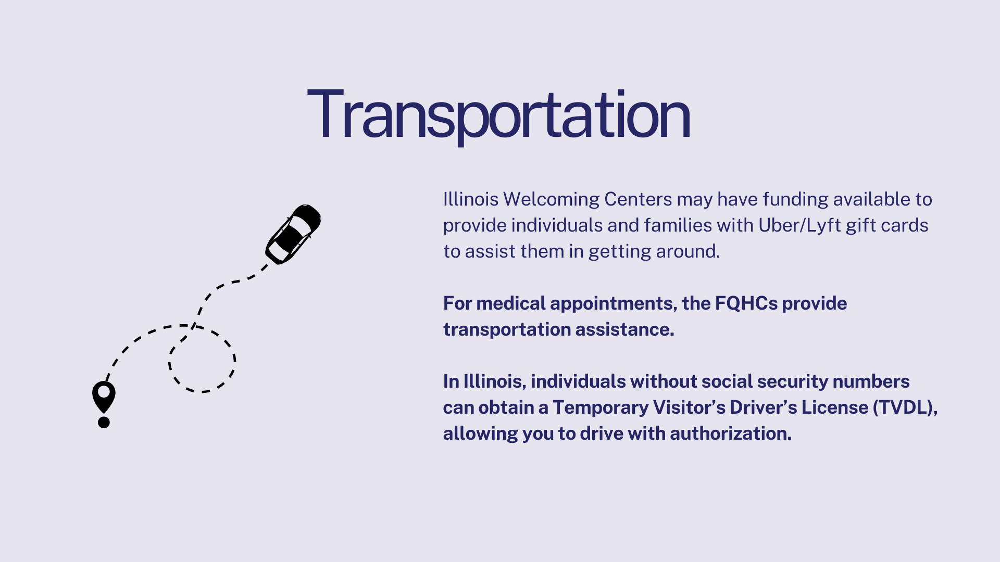 Transportation
Illinois Welcoming Centers may have funding available to
provide individuals and families with Uber/Lyft gift cards
to assist them in getting around.
For medical appointments, the FQHCs provide
transportation assistance.
In Illinois, individuals without social security numbers
can obtain a Temporary Visitor’s Driver’s License (TVDL),
allowing you to drive with authorization.